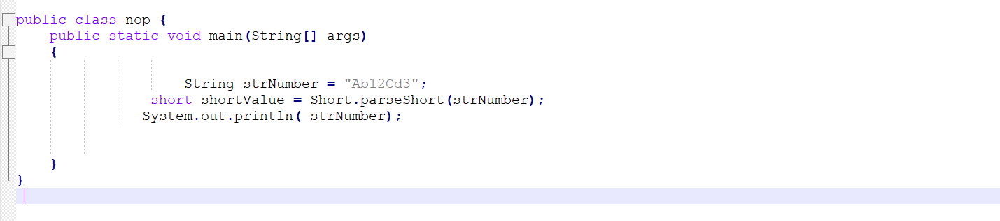 public class nop {
public static void main(String[] args)
{
String strNumber = "Ab12Cd3";
short shortValue = Short.parseShort(strNumber);
System.out.println( strNumber);
}
}